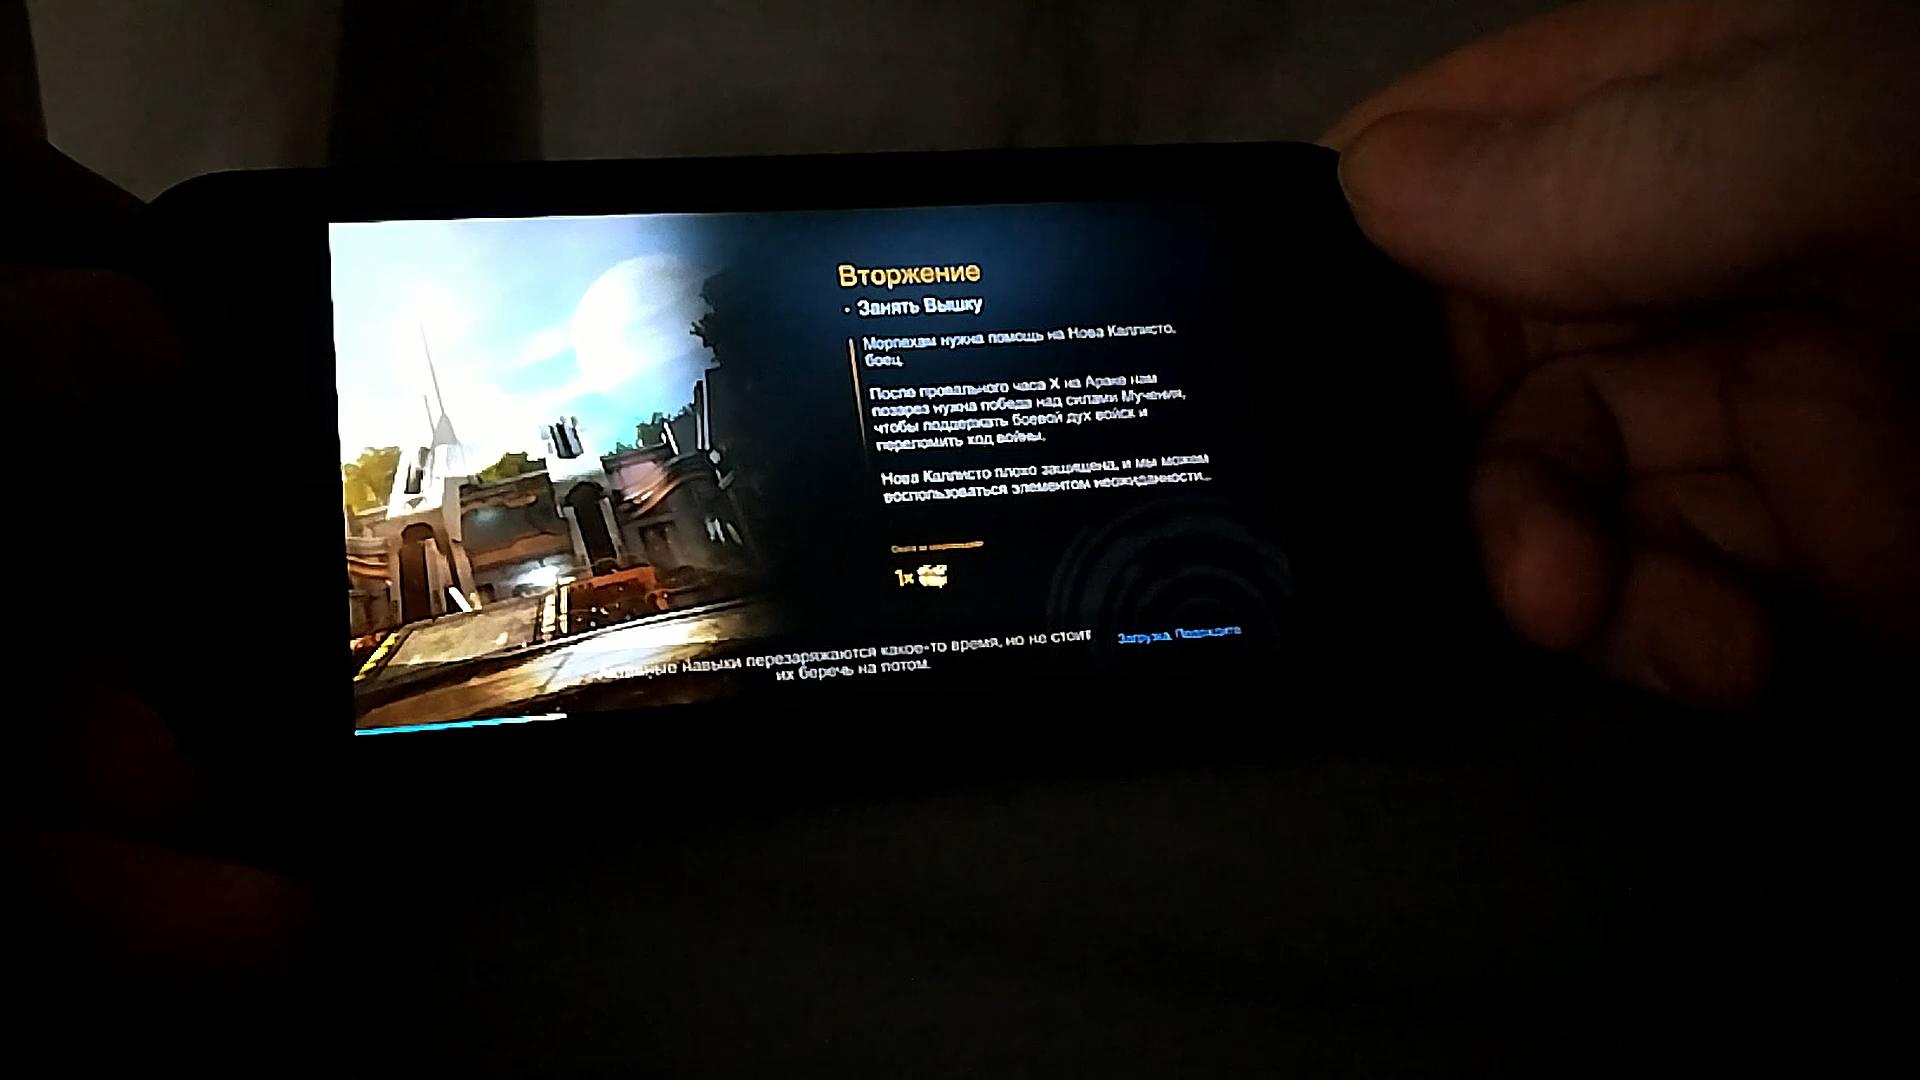 Вторжение
· Занять Вышку
Морпехам нужна помощь на Нова Каллисто,
боец.
После провального часа X на Араке нам
позарез нужна победа над силами Мучения,
чтобы поддержать боевой дух войск и
переломить ход войны.
Нова Каллисто плохо защищена, и мы можем
воспользоваться элементом неожиданности...
1x
навыки перезаряжаются какое-то время, но не стоит
их беречь на потом.
Загрузка. Подождите